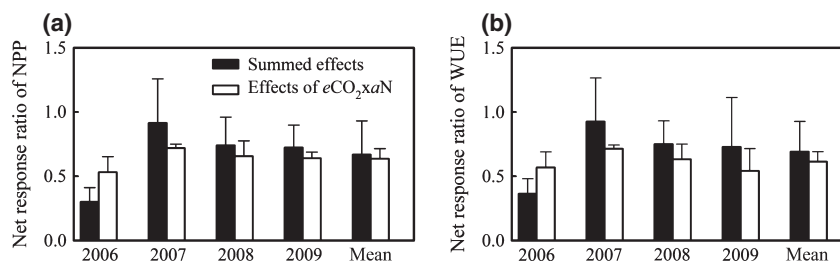 (a)
Net response ratio of NPP
1.5
1.0
0.5
0.0
Summed effects
Effects of eCO₂xaN
2006 2007 2008 2009 Mean
(b)
Net response ratio of WUE
1.5
1.0
0.5
0.0
2006 2007 2008 2009 Mean